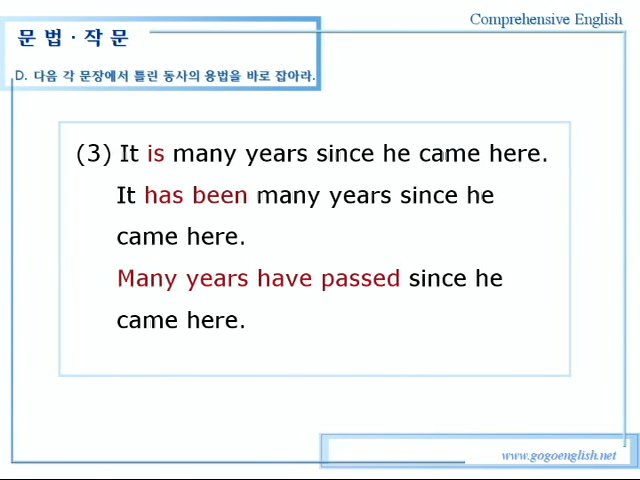 Comprehensive English
문 법 · 작 문
D. 다음 각 문장에서 틀린 동사의 용법을 바로 잡아라.
(3) It is many years since he came here.
It has been many years since he
came here.
Many years have passed since he
came here.
www.gogoenglish.net